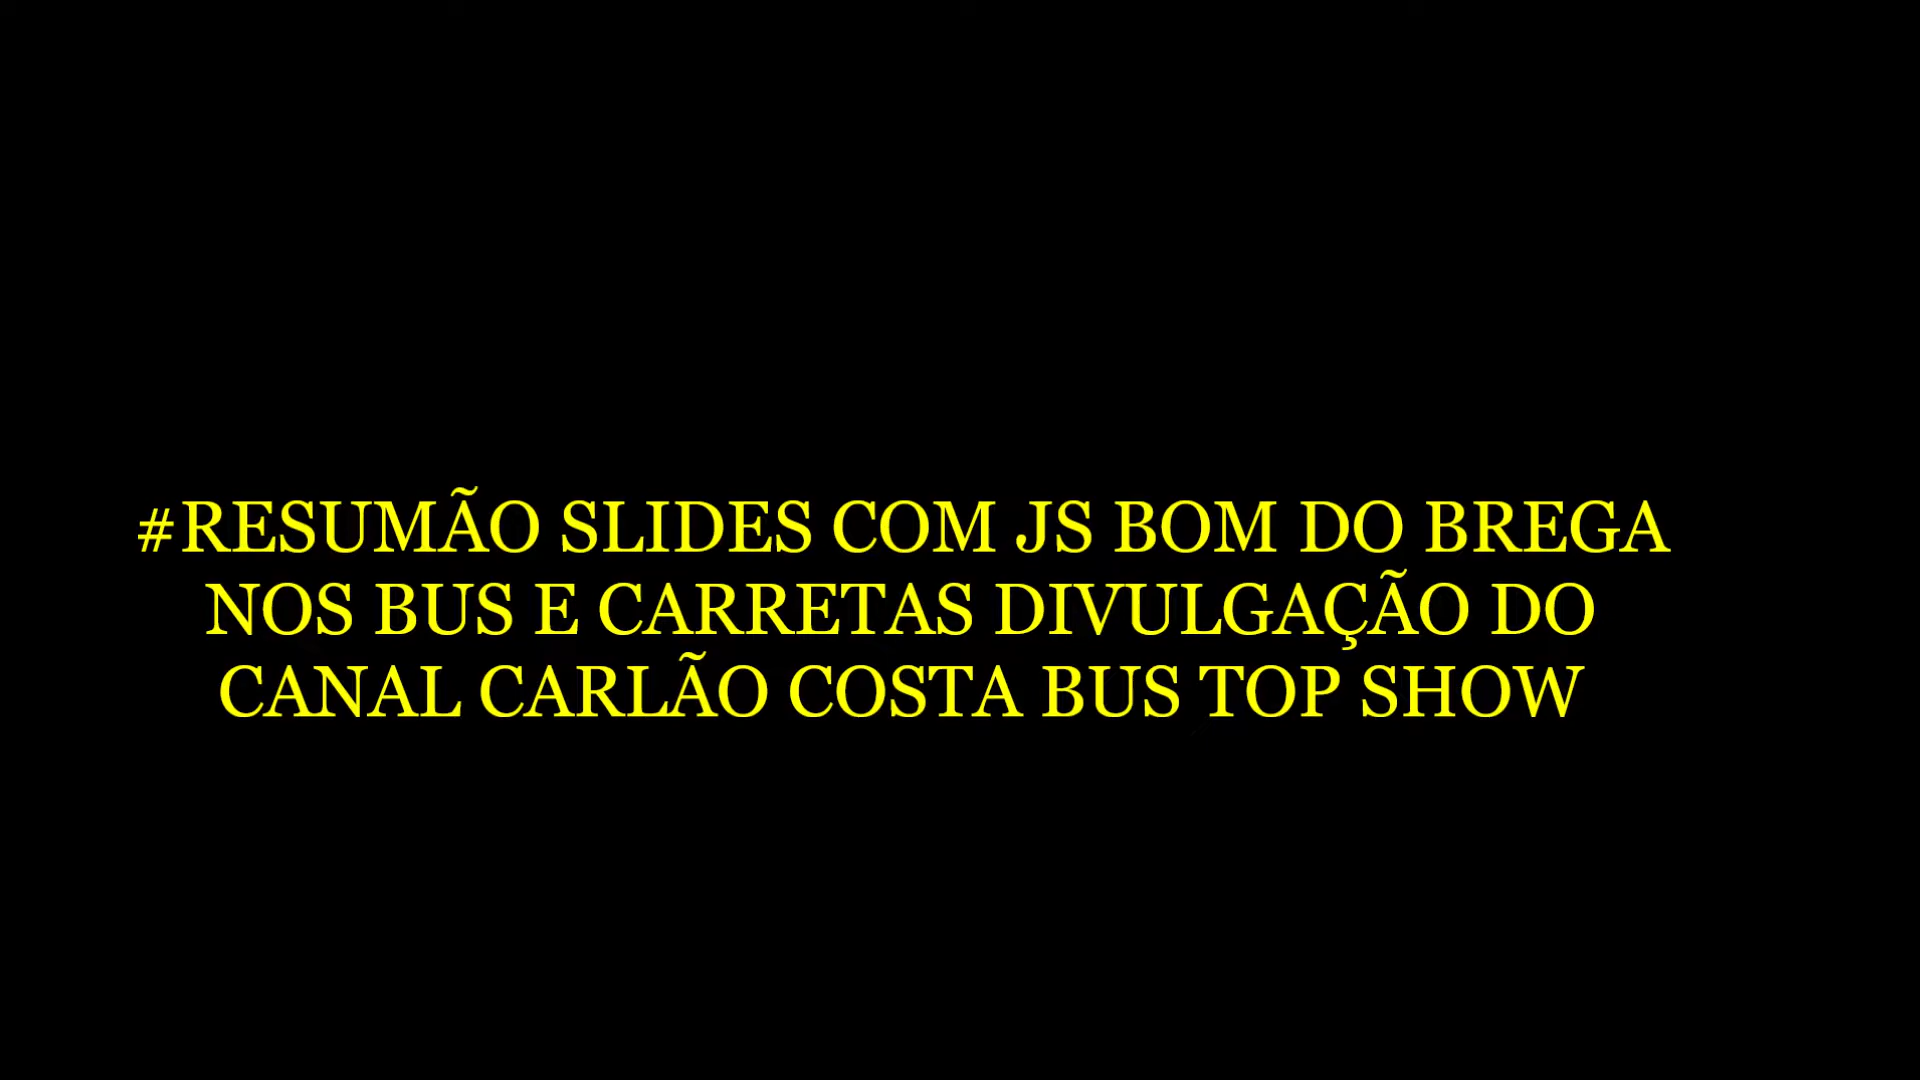 #RESUMÃO SLIDES COM JS BOM DO BREGA
NOS BUS E CARRETAS DIVULGAÇÃO DO
CANAL CARLÃO COSTA BUS TOP SHOW